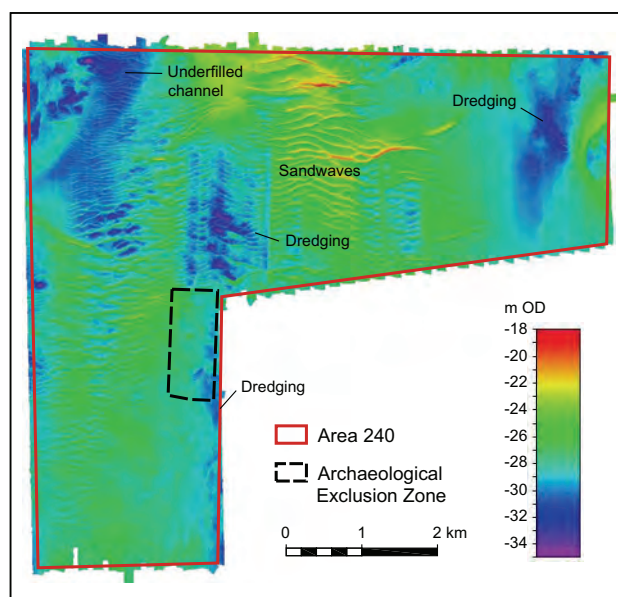 Underfilled
channel
Dredging
Sandwaves
Dredging
m OD
-18
-20
-22
-24
-26
-28
-30
-32
-34
Dredging
Area 240
Archaeological
Exclusion Zone
0 1 2 km